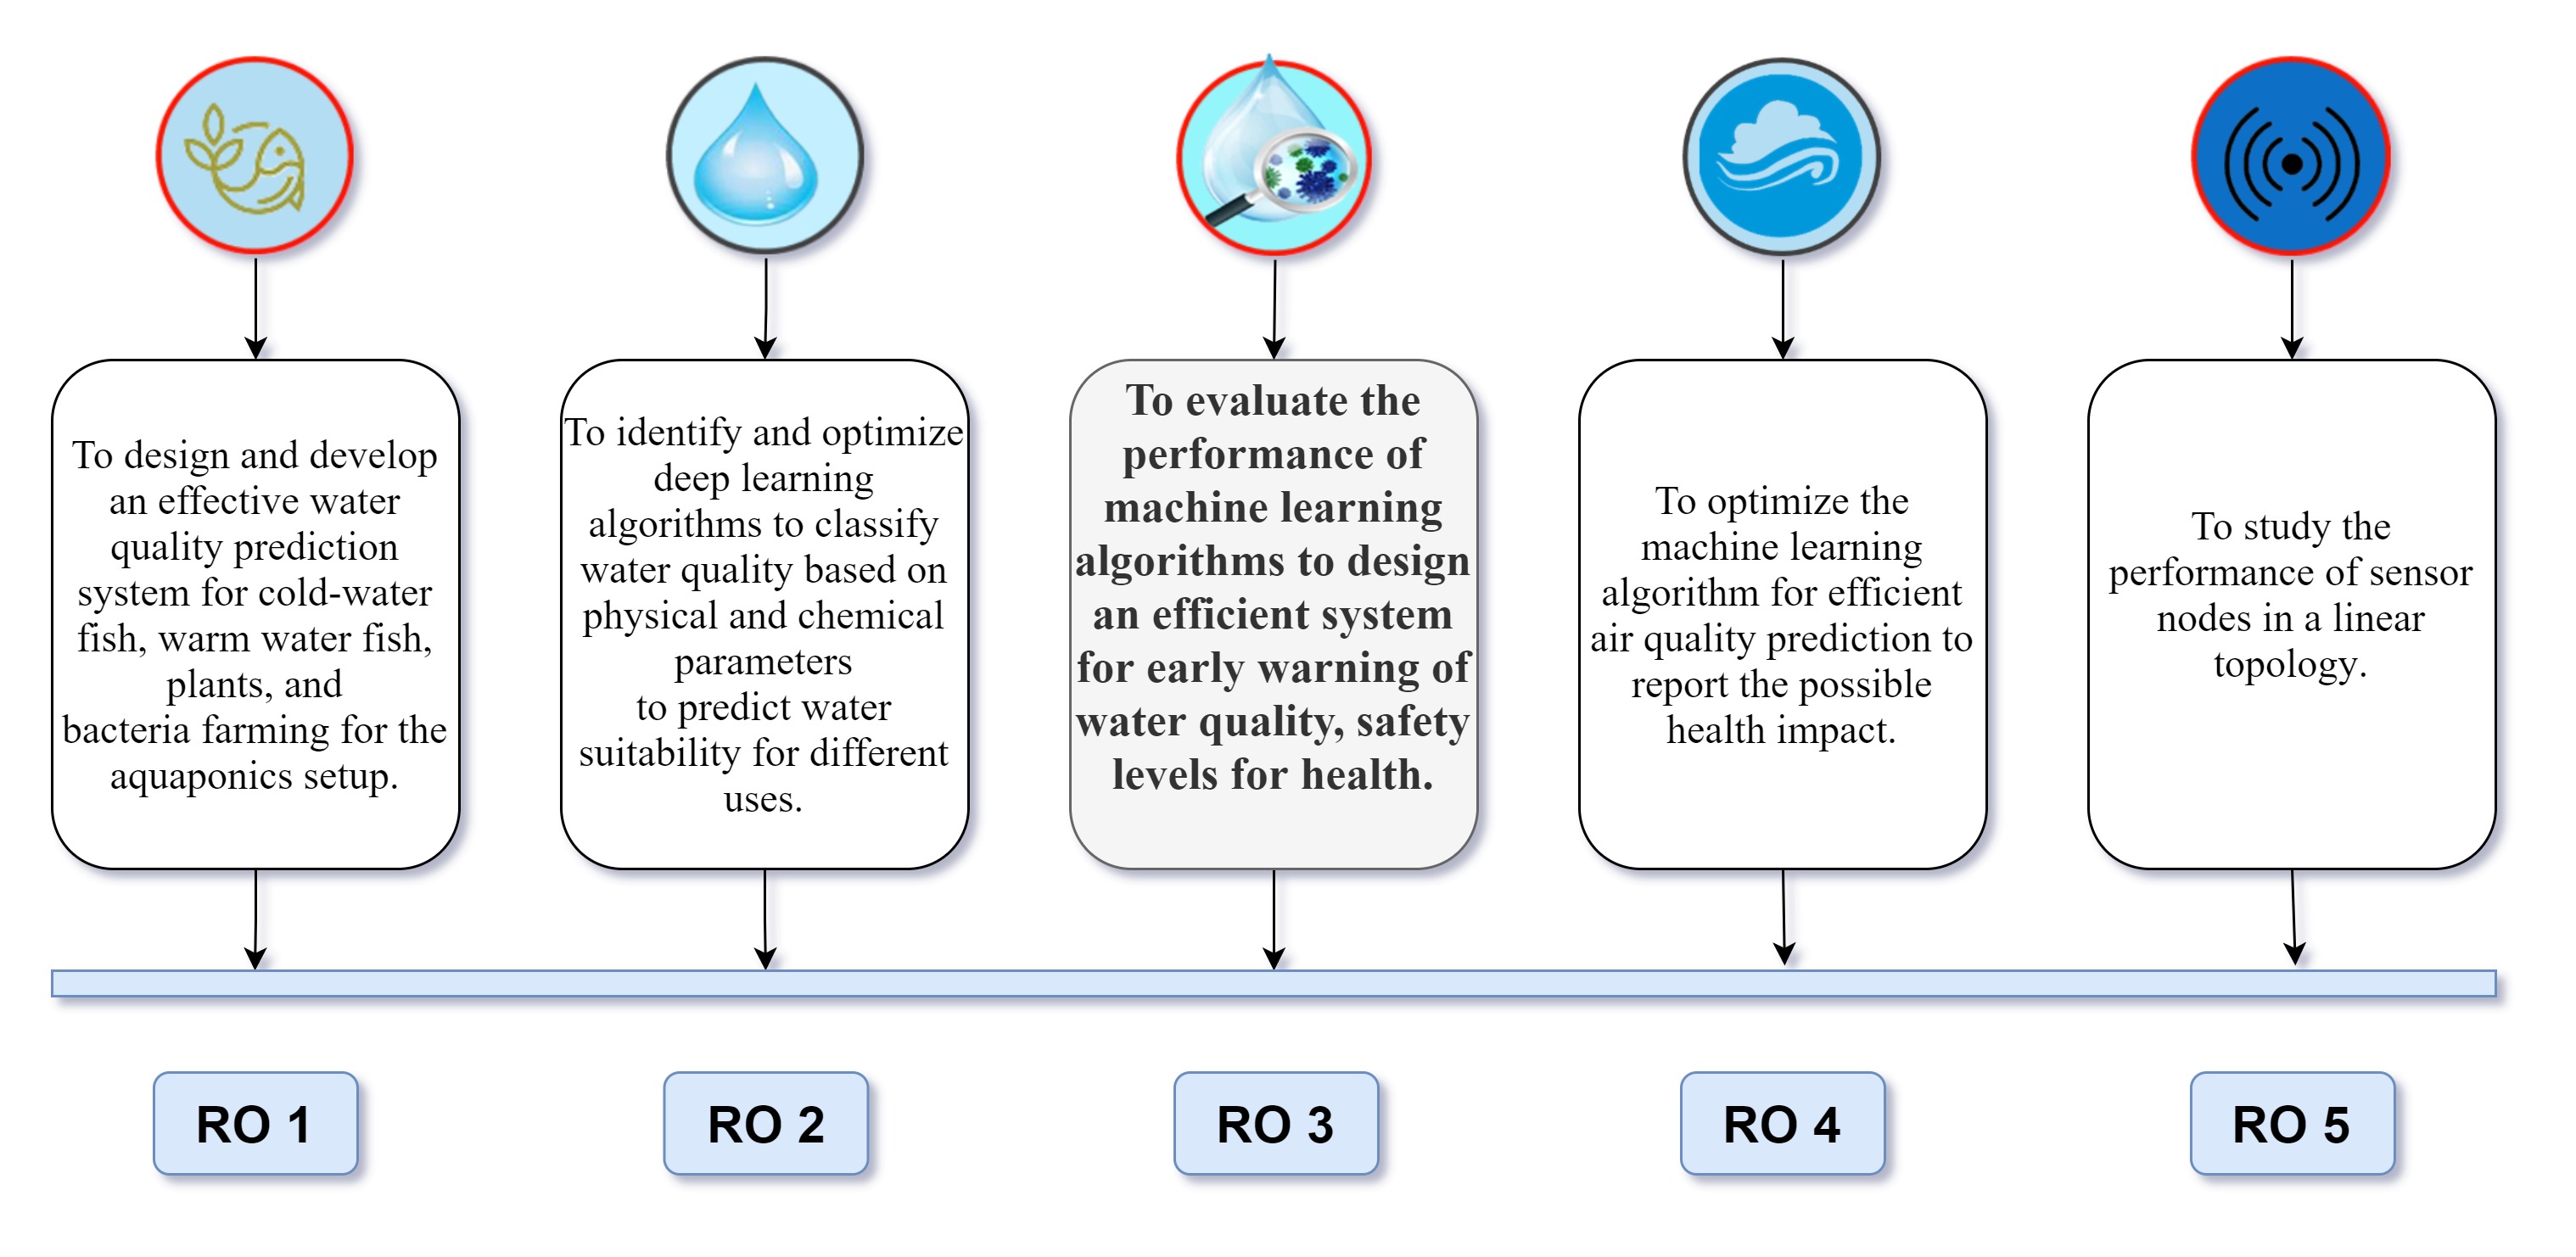 To design and develop
an effective water
quality prediction
system for cold-water
fish, warm water fish,
plants, and
bacteria farming for the
aquaponics setup.
To identify and optimize
deep learning
algorithms to classify
water quality based on
physical and chemical
parameters
to predict water
suitability for different
uses.
To evaluate the
performance of
machine learning
algorithms to design
an efficient system
for early warning of
water quality, safety
levels for health.
To optimize the
machine learning
algorithm for efficient
air quality prediction to
report the possible
health impact.
To study the
performance of sensor
nodes in a linear
topology.
RO 1
RO 2
RO 3
RO 4
RO 5